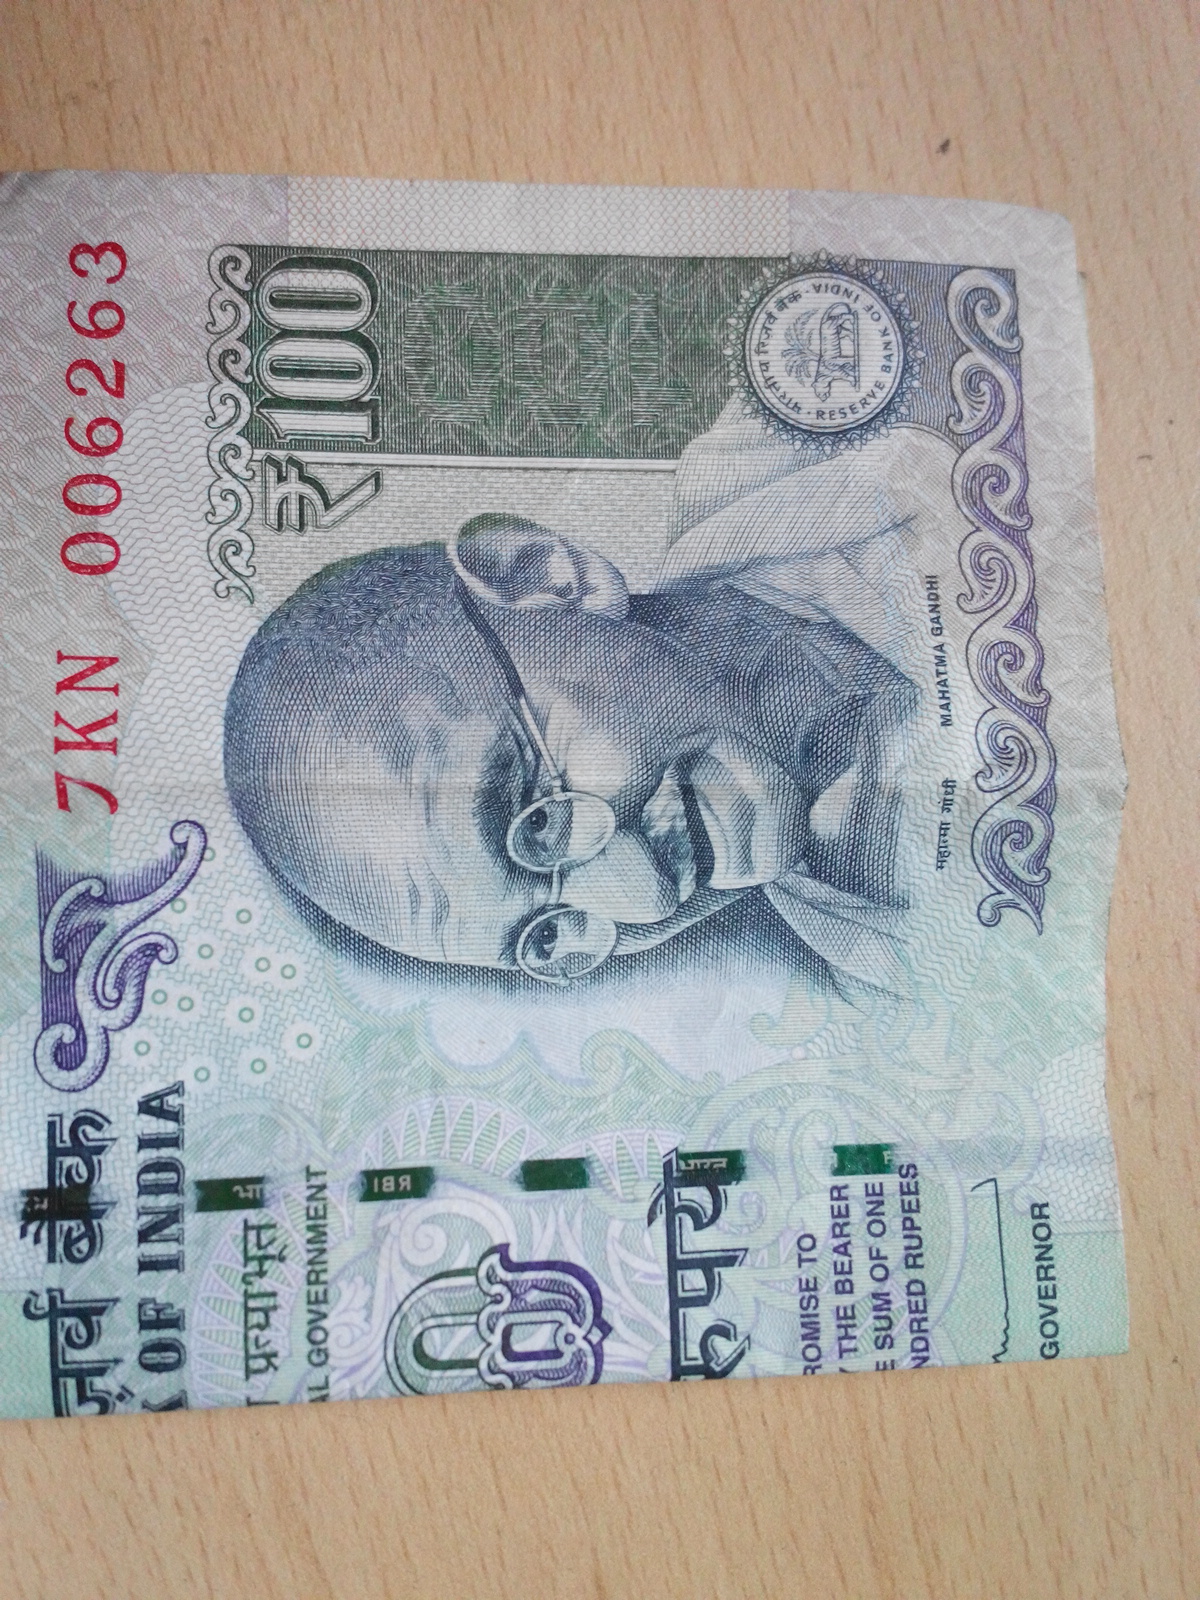 7KN 006263
र्ज़र्व बैंक
OF INDIA
प्रत्याभूत
GOVERNMENT
₹100
100
भारतीय रिज़र्व बैंक
RESERVE BANK OF INDIA
भा
RBI
भारत
रुपये
महात्मा गांधी MAHATMA GANDHI
ROMISE TO
THE BEARER
SUM OF ONE
NDRED RUPEES
GOVERNOR